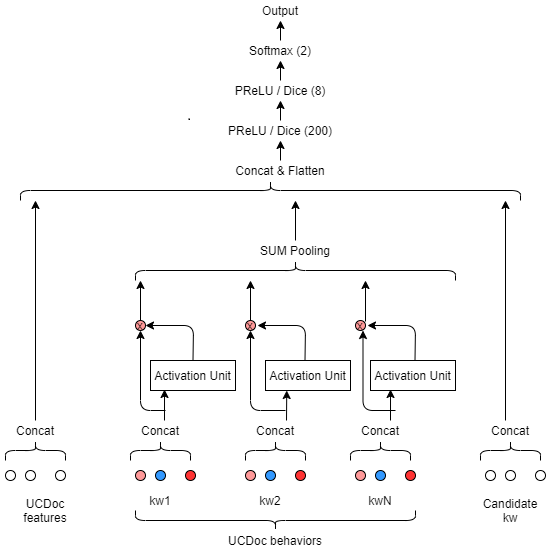 Output
Softmax (2)
PReLU / Dice (8)
PReLU / Dice (200)
Concat & Flatten
SUM Pooling
x x x
Activation Unit Activation Unit Activation Unit
Concat Concat Concat Concat Concat
UCDoc
features
kw1 kw2 kwN
Candidate
kw
UCDoc behaviors